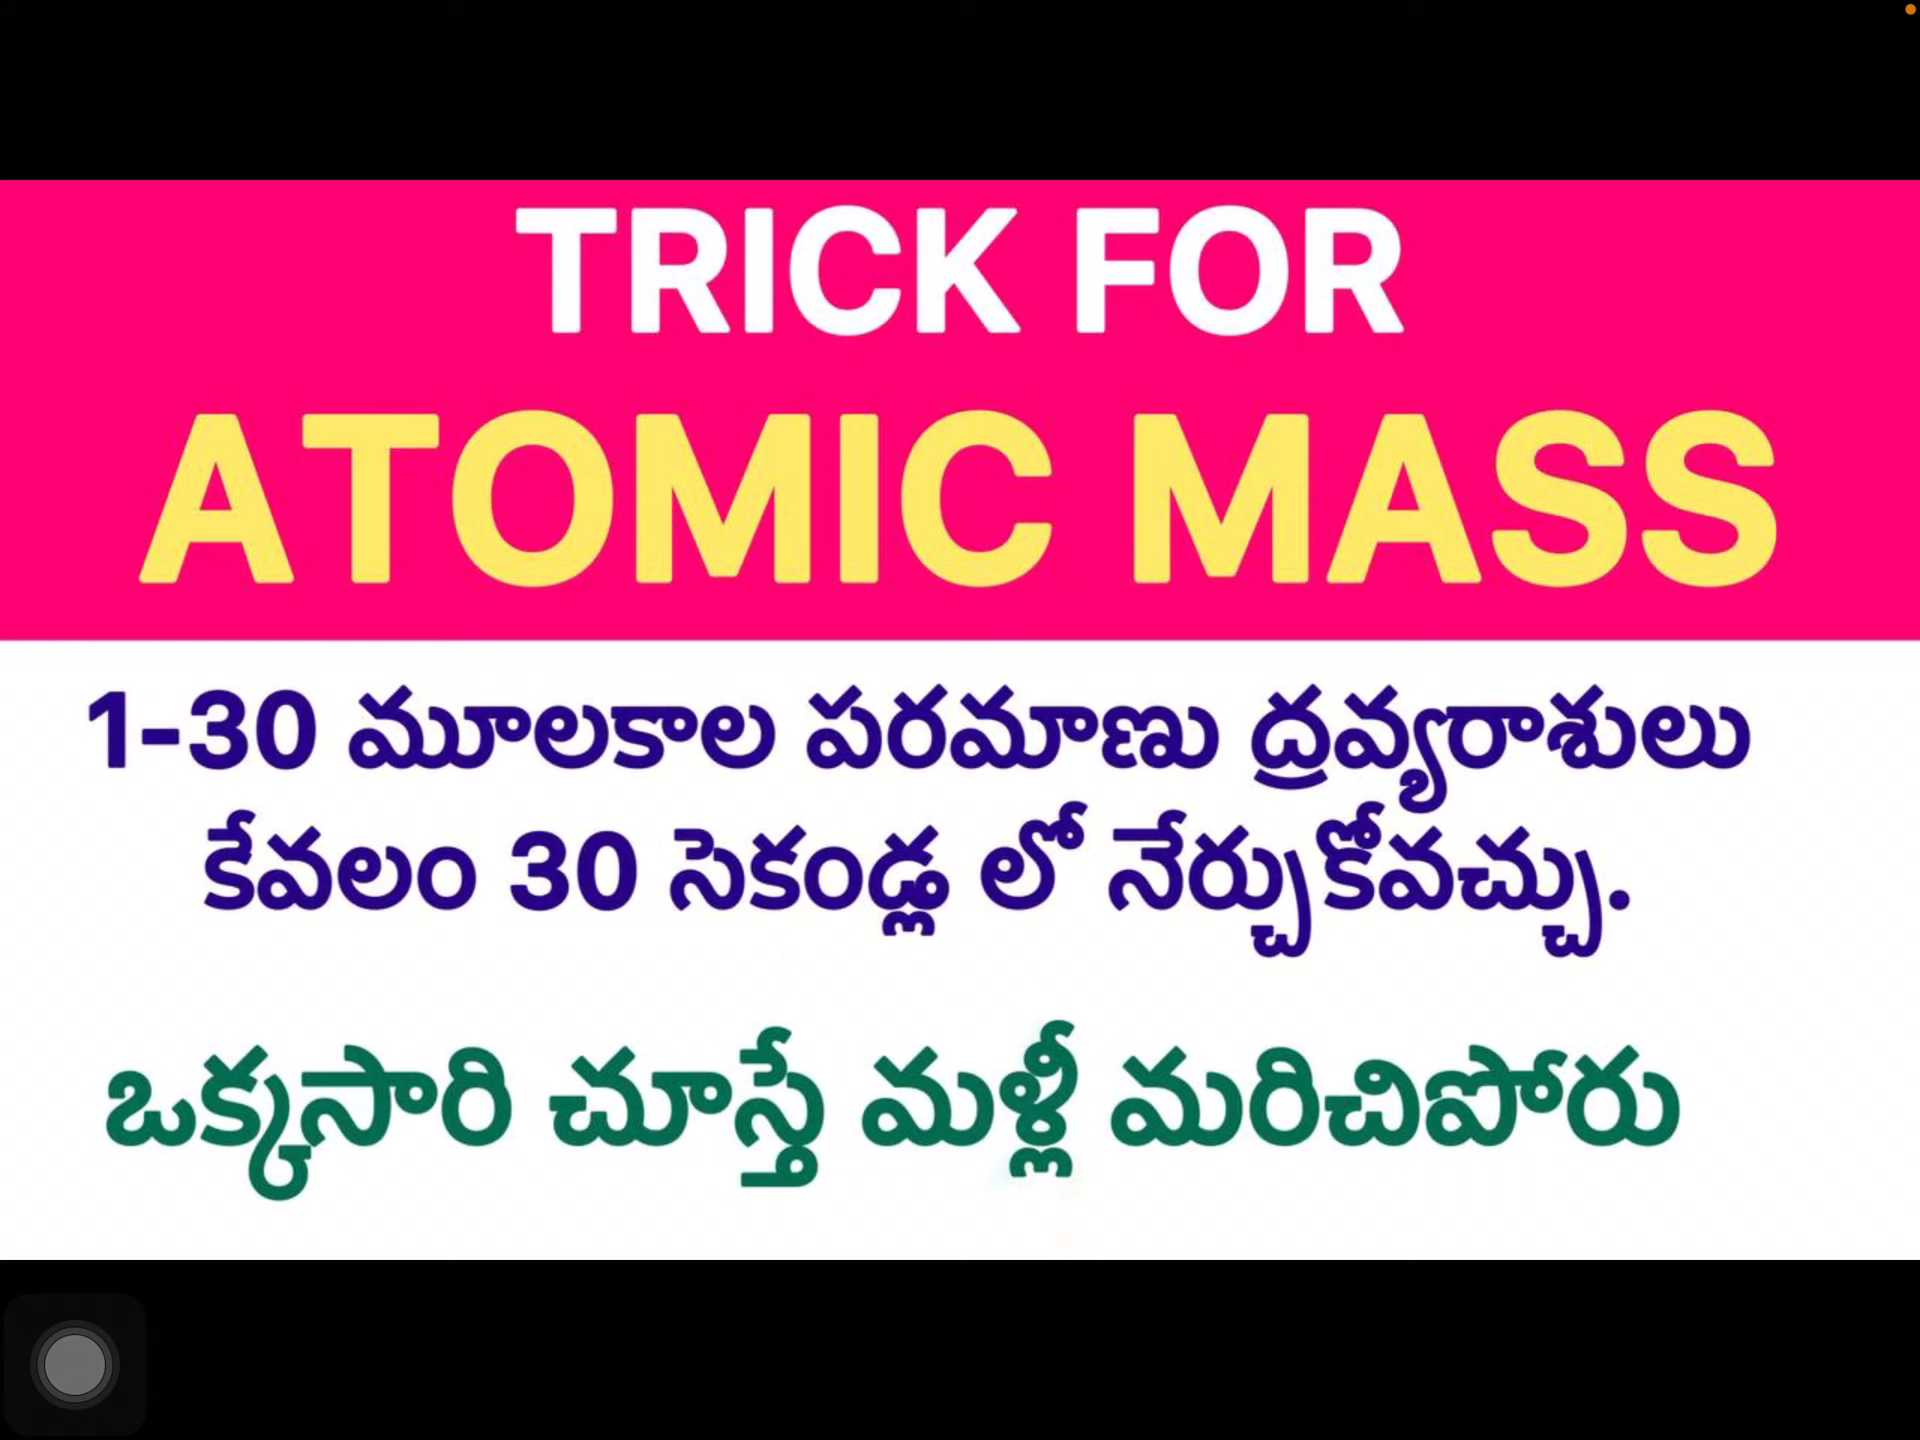 TRICK FOR
ATOMIC MASS
1-30 మూలకాల పరమాణు ద్రవ్యరాశులు
కేవలం 30 సెకండ్ల లో నేర్చుకోవచ్చు.
ఒక్కసారి చూస్తే మళ్లీ మరిచిపోరు